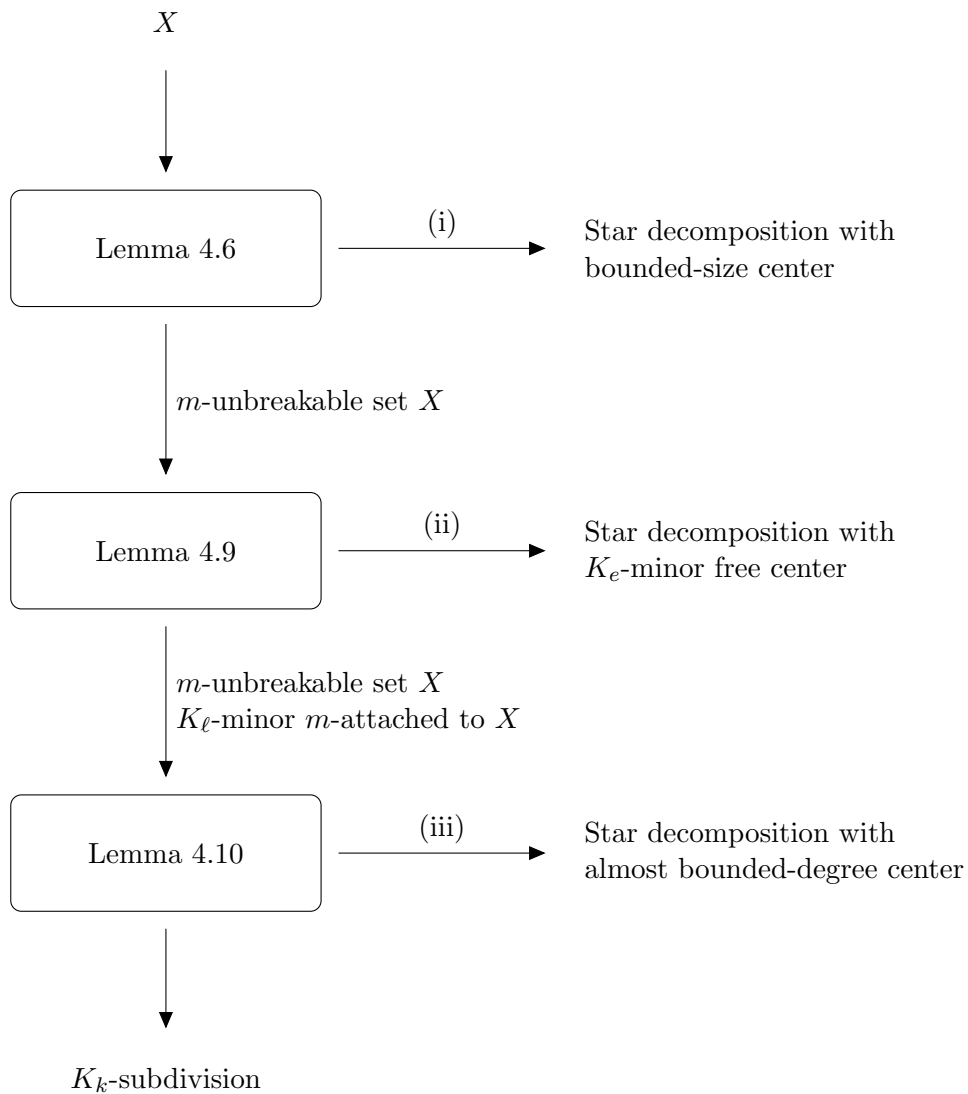 X
Lemma 4.6
(i)
Star decomposition with
bounded-size center
m-unbreakable set X
Lemma 4.9
(ii)
Star decomposition with
Kₑ-minor free center
m-unbreakable set X
K_ℓ-minor m-attached to X
Lemma 4.10
(iii)
Star decomposition with
almost bounded-degree center
Kₖ-subdivision